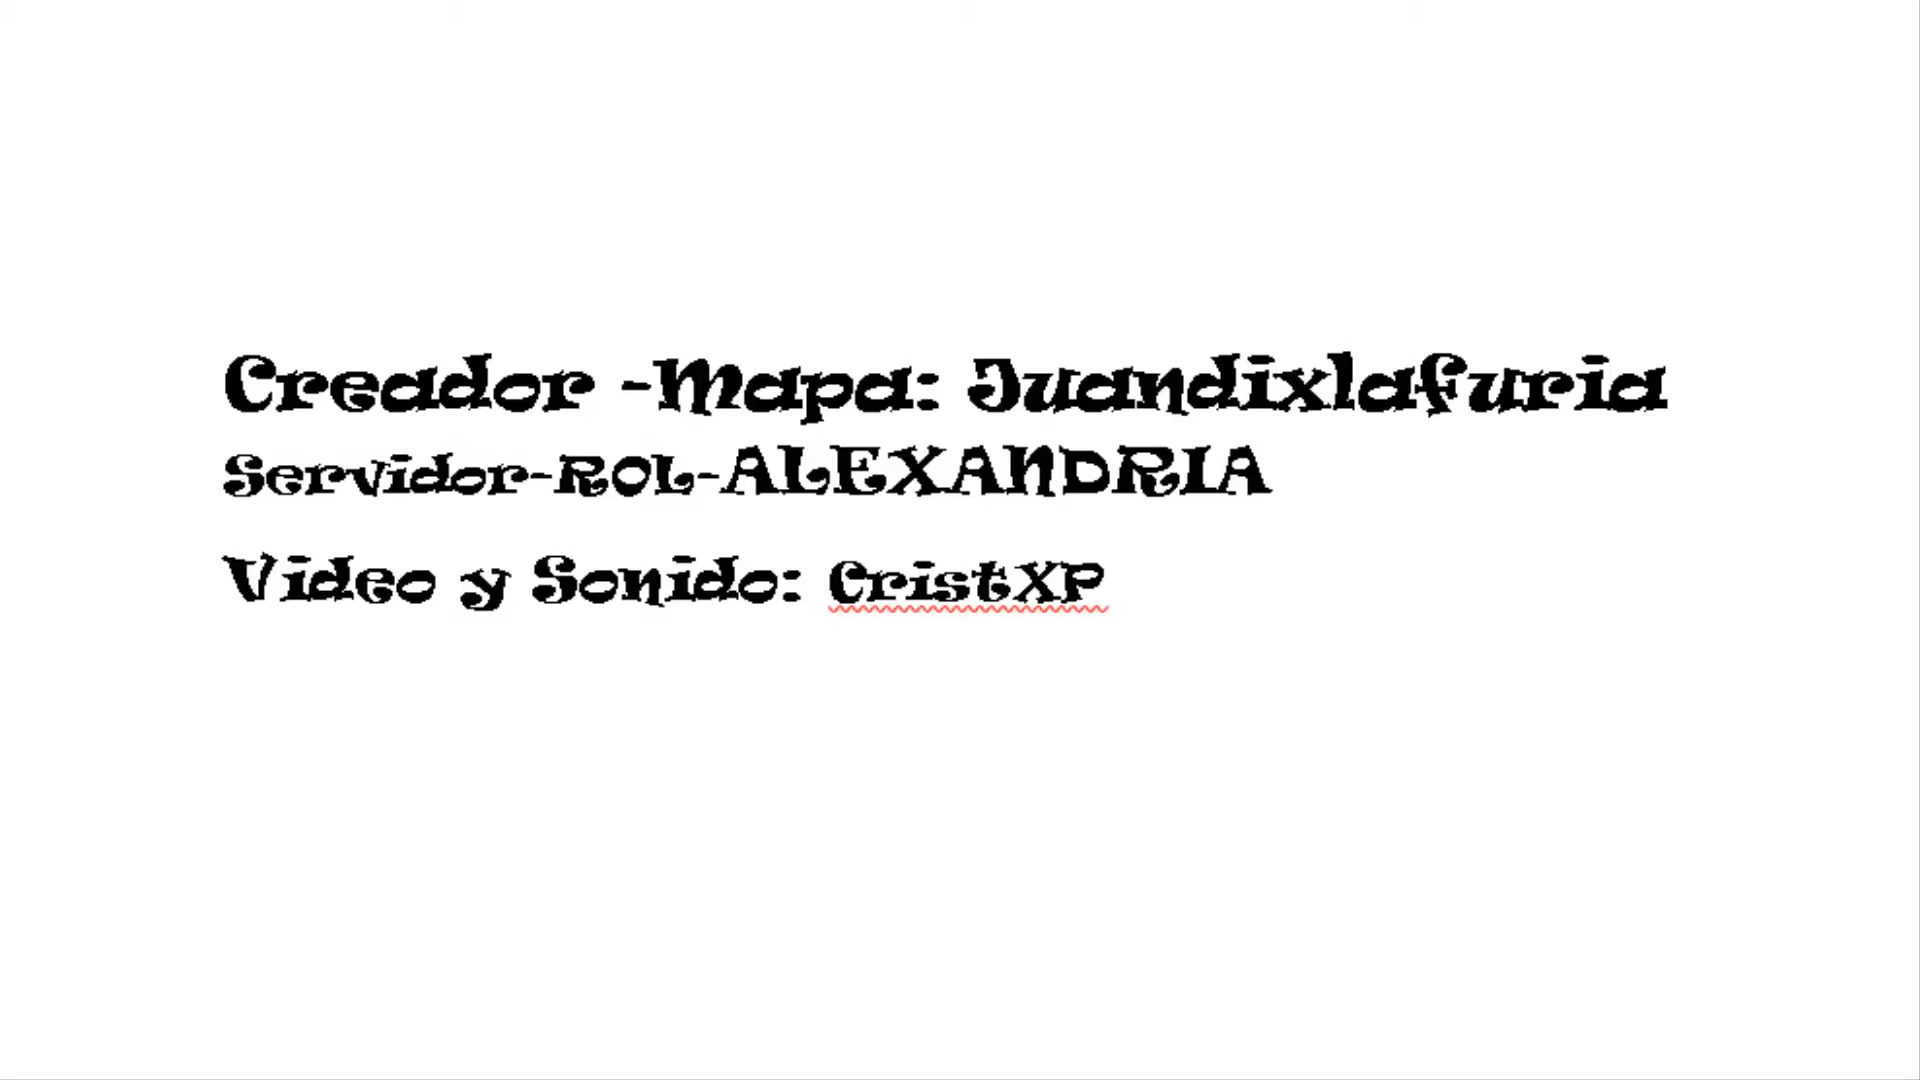 Creador -Mapa: Juandixlafuria
Servidor-ROL-ALEXANDRIA
Video y Sonido: CristXP